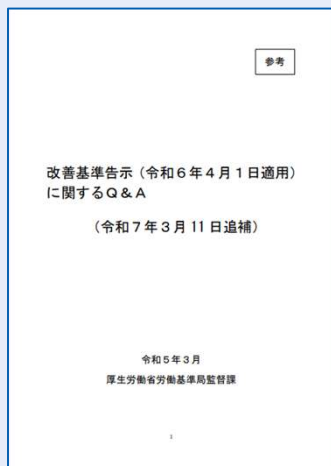 参考
改善基準告示（令和６年４月１日適用）
に関するＱ＆Ａ
（令和７年３月 11 日追補）
令和５年３月
厚生労働省労働基準局監督課
1